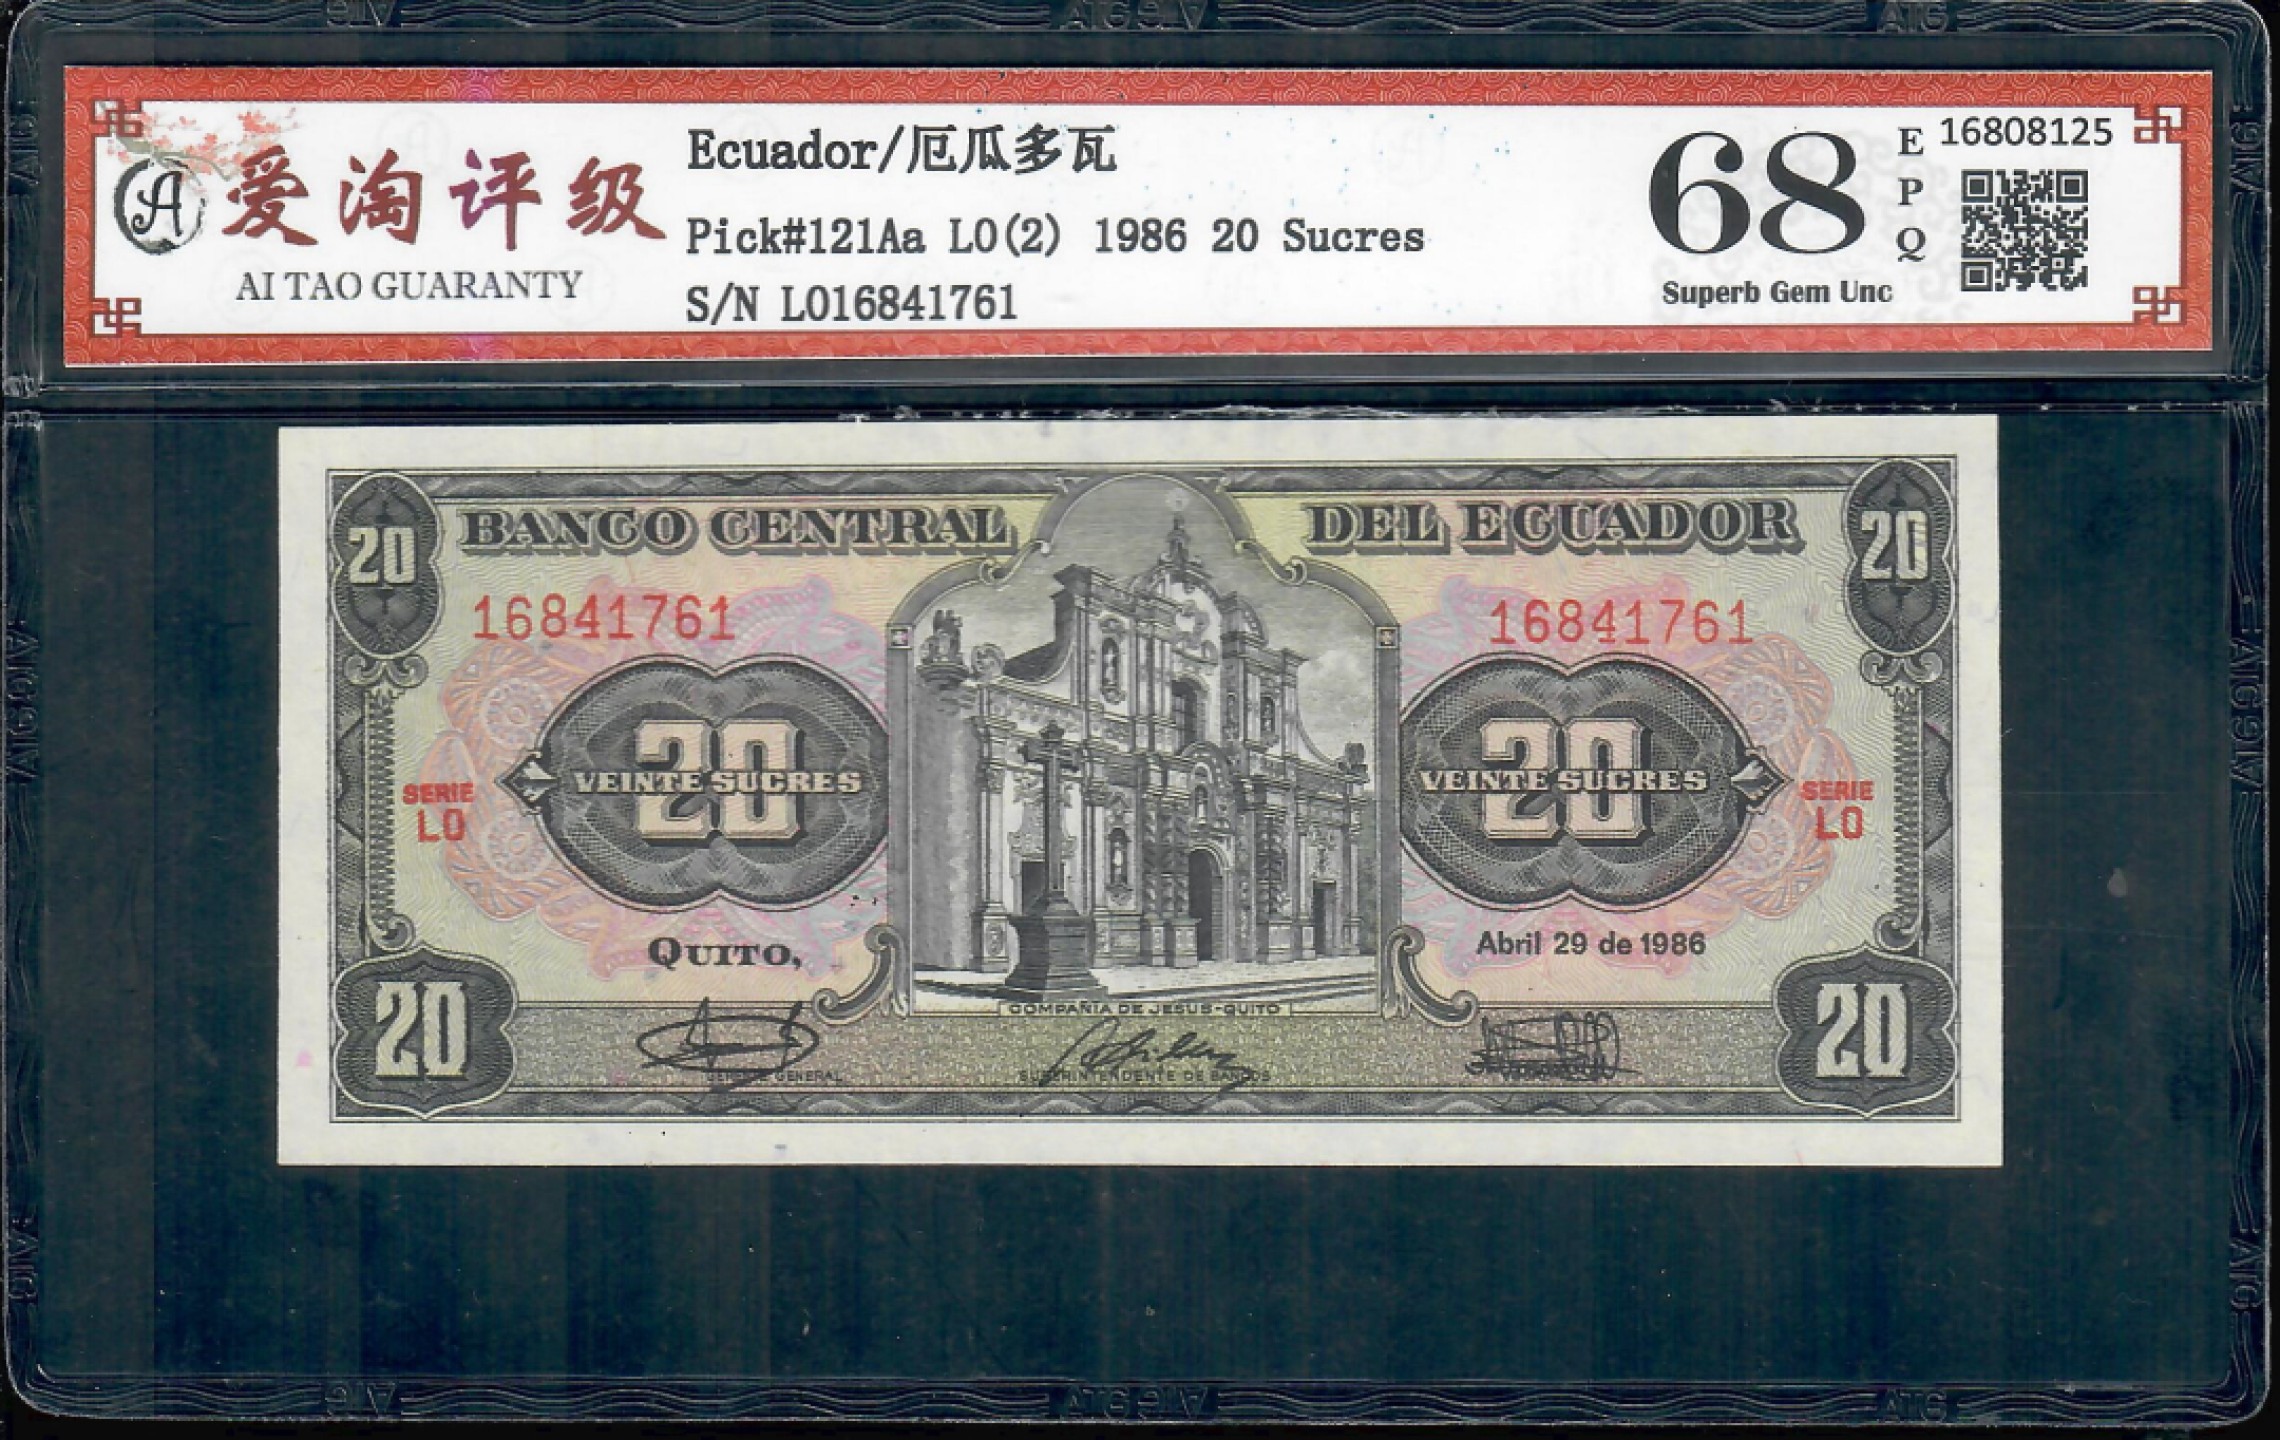 爱淘评级
AI TAO GUARANTY
Ecuador/厄瓜多瓦
Pick#121Aa LO(2) 1986 20 Sucres
S/N LO16841761
68
Superb Gem Unc
EPQ
16808125
20
BANCO CENTRAL DEL ECUADOR
20
16841761
16841761
20
VEINTE SUCRES
20
VEINTE SUCRES
SERIE
LO
SERIE
LO
QUITO,
Abril 29 de 1986
COMPAÑIA DE JESUS-QUITO
20
GERENTE GENERAL
SUPERINTENDENTE DE BANCOS
20